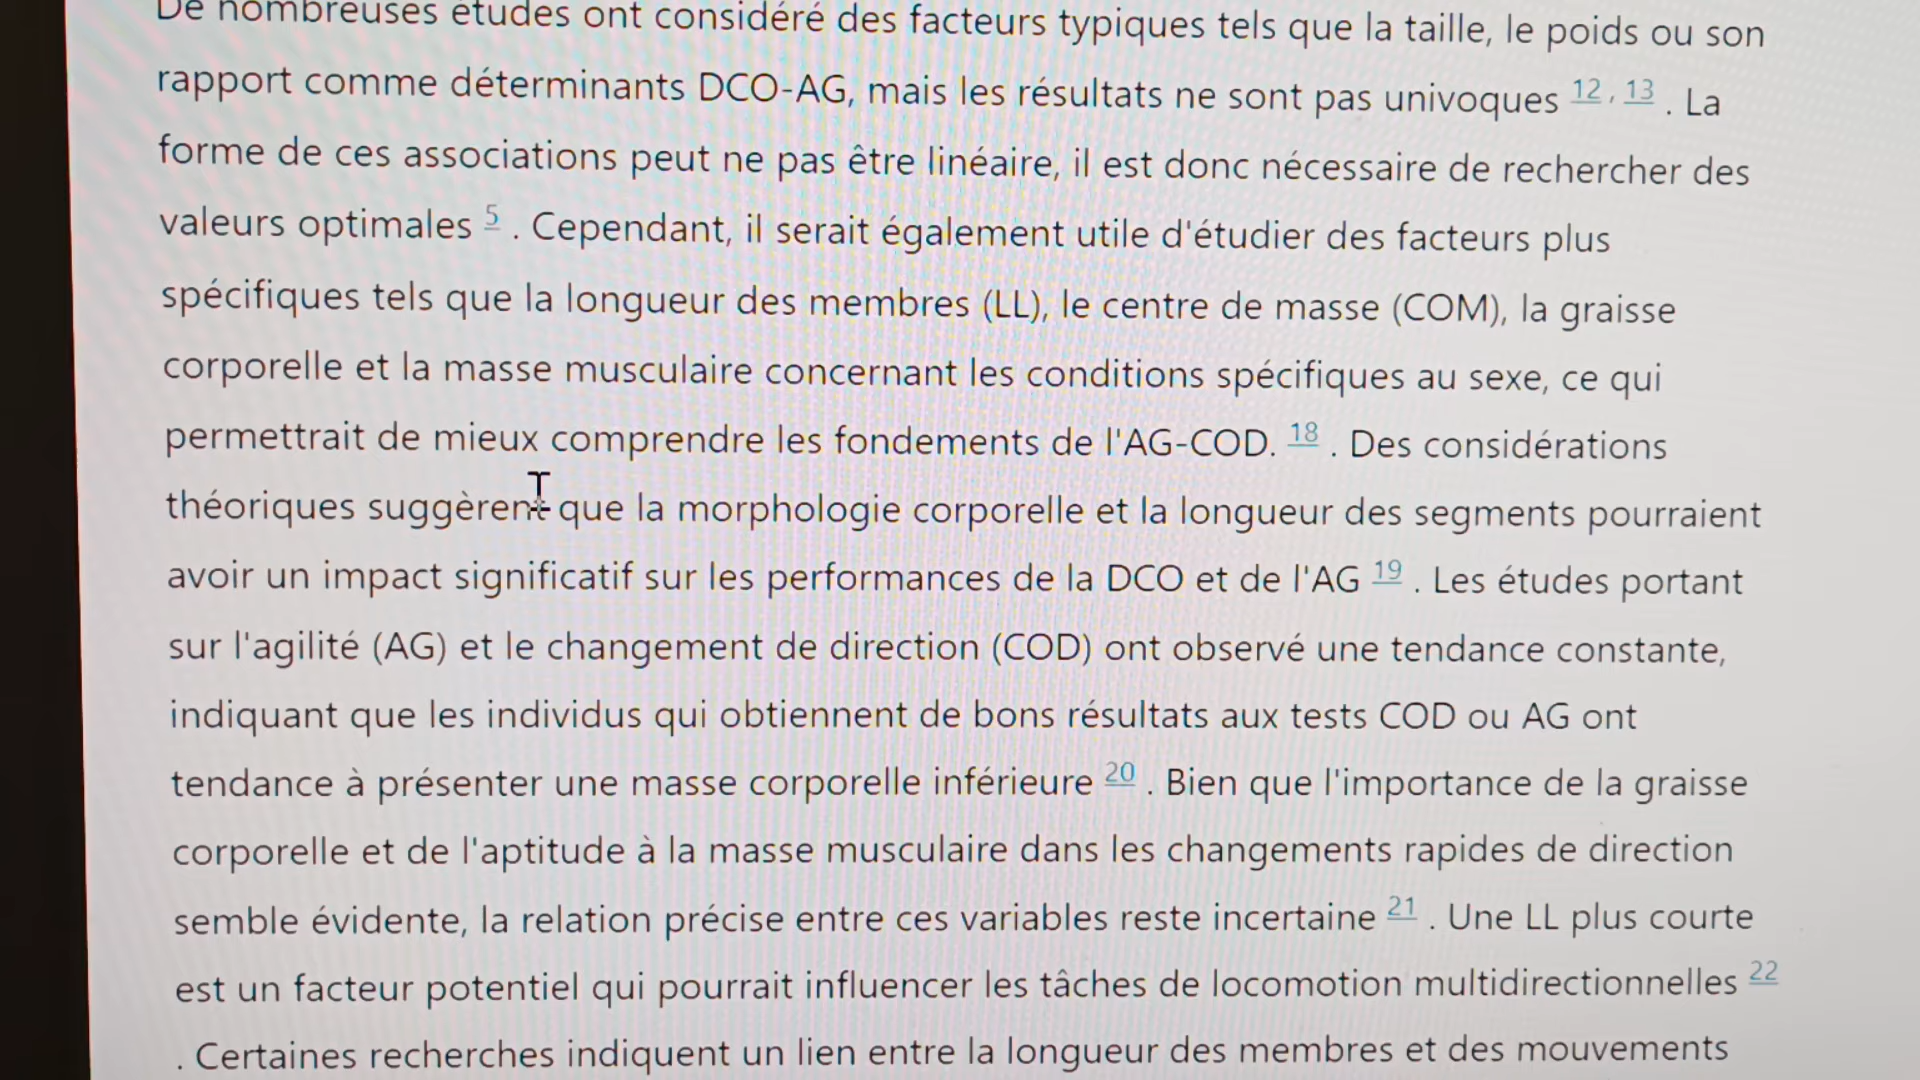 De nombreuses études ont considéré des facteurs typiques tels que la taille, le poids ou son
rapport comme déterminants DCO-AG, mais les résultats ne sont pas univoques 12, 13 . La
forme de ces associations peut ne pas être linéaire, il est donc nécessaire de rechercher des
valeurs optimales 5 . Cependant, il serait également utile d'étudier des facteurs plus
spécifiques tels que la longueur des membres (LL), le centre de masse (COM), la graisse
corporelle et la masse musculaire concernant les conditions spécifiques au sexe, ce qui
permettrait de mieux comprendre les fondements de l'AG-COD. 18 . Des considérations
théoriques suggèrent que la morphologie corporelle et la longueur des segments pourraient
avoir un impact significatif sur les performances de la DCO et de l'AG 19 . Les études portant
sur l'agilité (AG) et le changement de direction (COD) ont observé une tendance constante,
indiquant que les individus qui obtiennent de bons résultats aux tests COD ou AG ont
tendance à présenter une masse corporelle inférieure 20 . Bien que l'importance de la graisse
corporelle et de l'aptitude à la masse musculaire dans les changements rapides de direction
semble évidente, la relation précise entre ces variables reste incertaine 21 . Une LL plus courte
est un facteur potentiel qui pourrait influencer les tâches de locomotion multidirectionnelles 22
. Certaines recherches indiquent un lien entre la longueur des membres et des mouvements